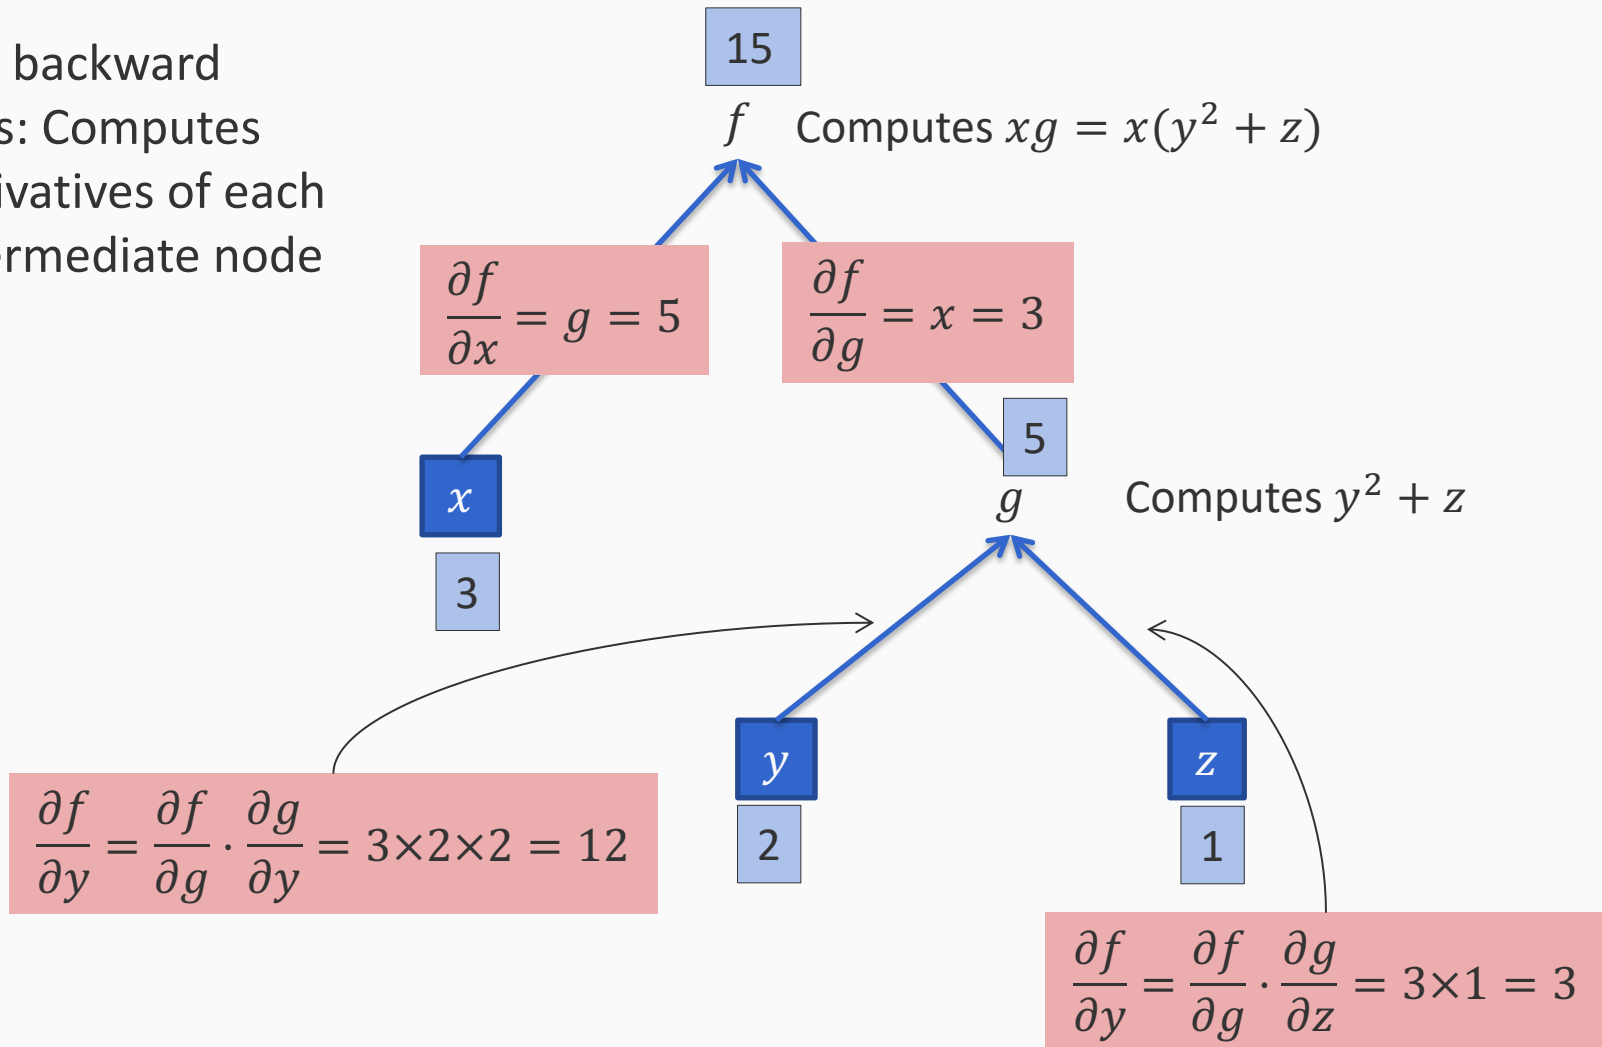 backward
s: Computes
ivatives of each
ermediate node
15
f Computes xg = x(y² + z)
∂f/∂x = g = 5
∂f/∂g = x = 3
5
x
g Computes y² + z
3
y
z
2
1
∂f/∂y = ∂f/∂g · ∂g/∂y = 3×2×2 = 12
∂f/∂y = ∂f/∂g · ∂g/∂z = 3×1 = 3